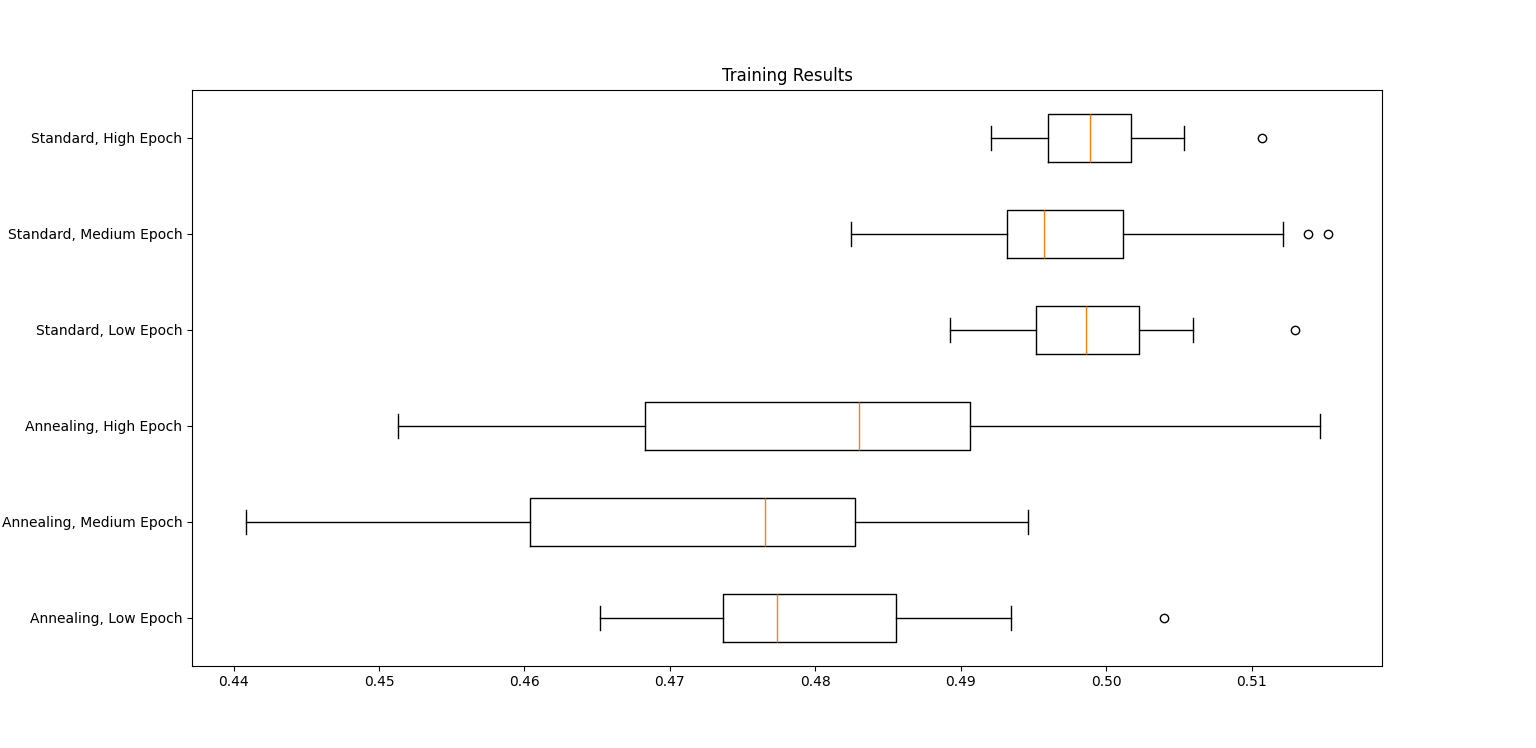 Training Results
Standard, High Epoch
Standard, Medium Epoch
Standard, Low Epoch
Annealing, High Epoch
Annealing, Medium Epoch
Annealing, Low Epoch
0.44 0.45 0.46 0.47 0.48 0.49 0.50 0.51